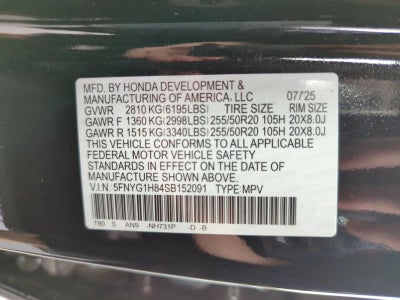 MFD. BY HONDA DEVELOPMENT &
MANUFACTURING OF AMERICA, LLC 07/'25
GVWR 2810 KG(6195LBS) TIRE SIZE RIM SIZE
GAWR F 1360 KG(2998LBS) 255/50R20 105H 20X8.0J
GAWR R 1515 KG(3340LBS) 255/50R20 105H 20X8.0J
THIS VEHICLE CONFORMS TO ALL APPLICABLE
FEDERAL MOTOR VEHICLE SAFETY
STANDARDS IN EFFECT ON THE DATE OF
MANUFACTURE SHOWN ABOVE.
V.I.N. 5FNYG1H84SB152091 TYPE:MPV
T90 S AN9 -NH731P -D -B